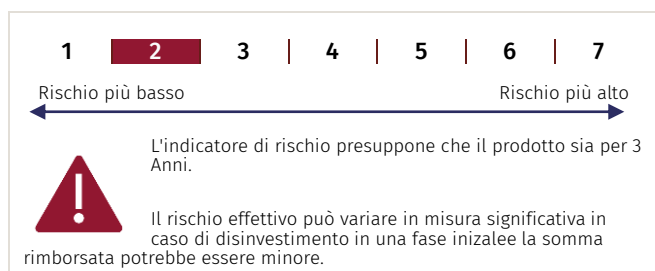 1 2 3 4 5 6 7
Rischio più basso Rischio più alto
L'indicatore di rischio presuppone che il prodotto sia per 3
Anni.
Il rischio effettivo può variare in misura significativa in
caso di disinvestimento in una fase inizalee la somma
rimborsata potrebbe essere minore.